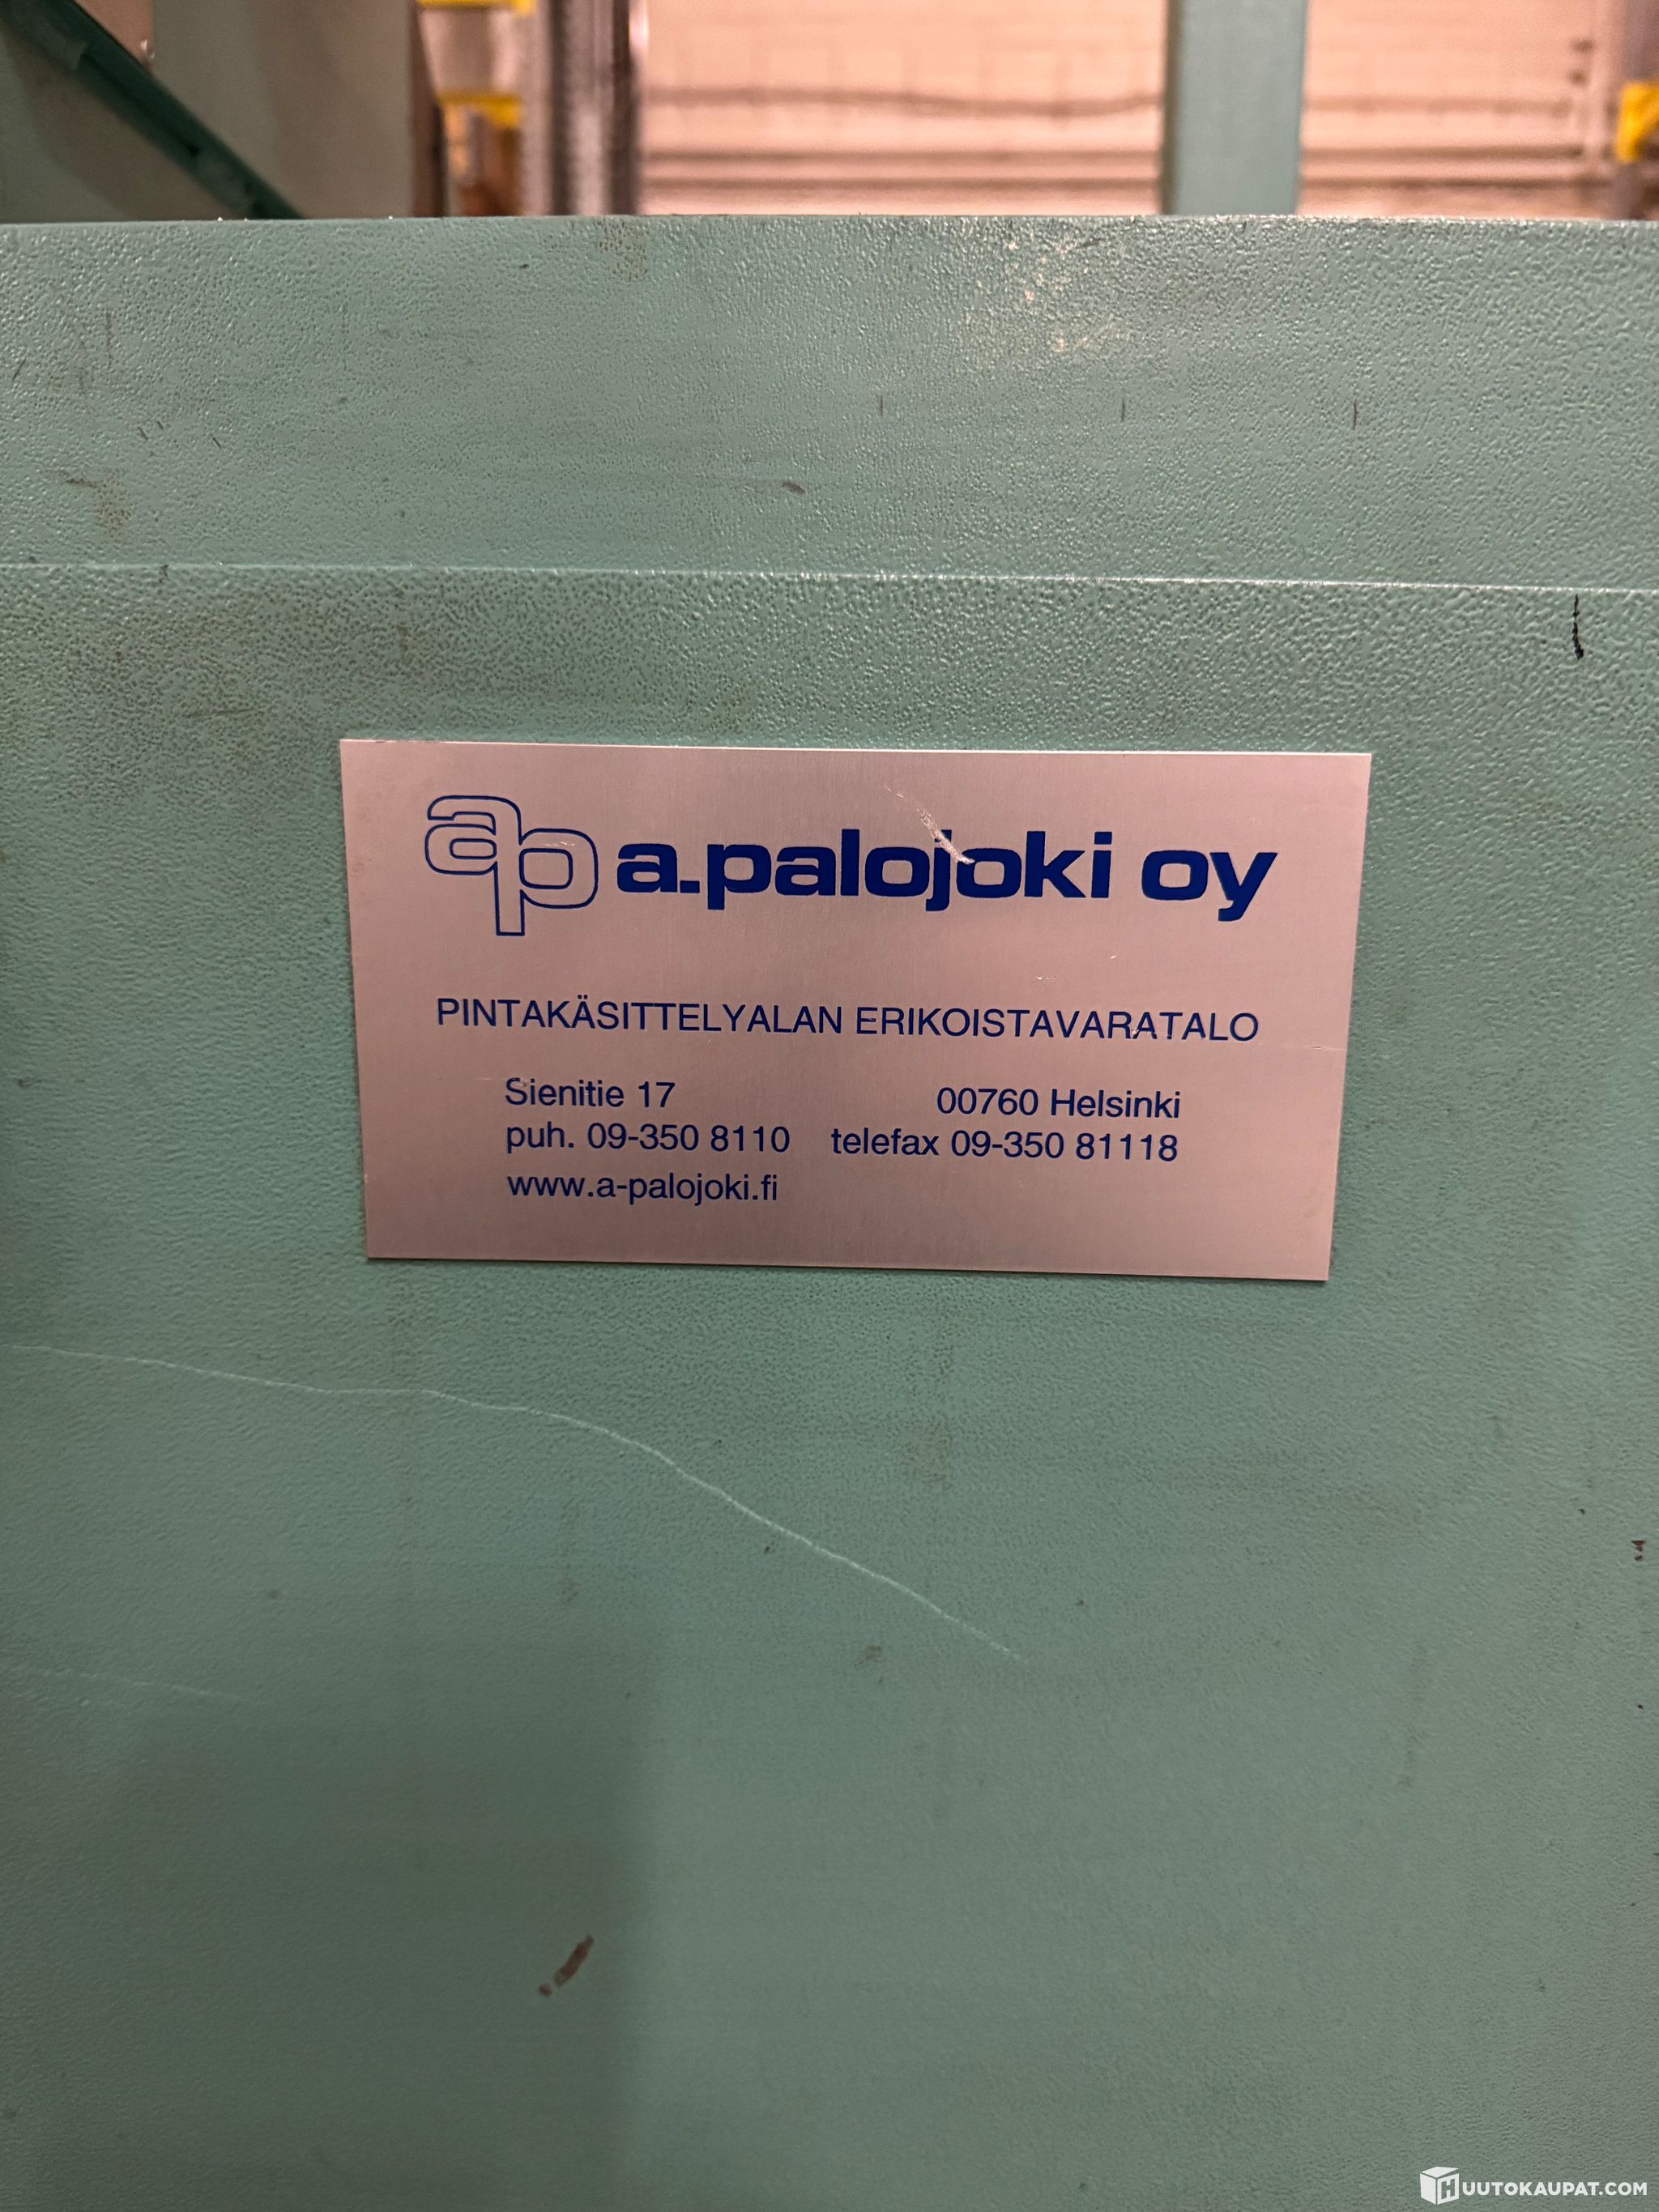 ap a.palojoki oy
PINTAKÄSITTELYALAN ERIKOISTAVARATALO
Sienitie 17 00760 Helsinki
puh. 09-350 8110 telefax 09-350 81118
www.a-palojoki.fi
HUUTOKAUPAT.COM